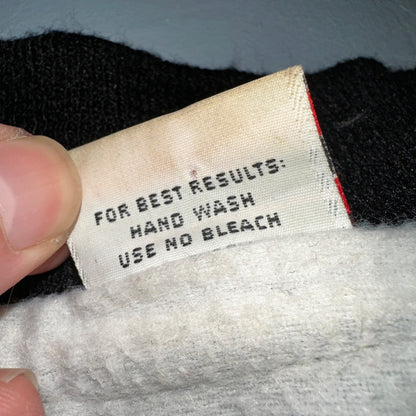 FOR BEST RESULTS:
HAND WASH
USE NO BLEACH